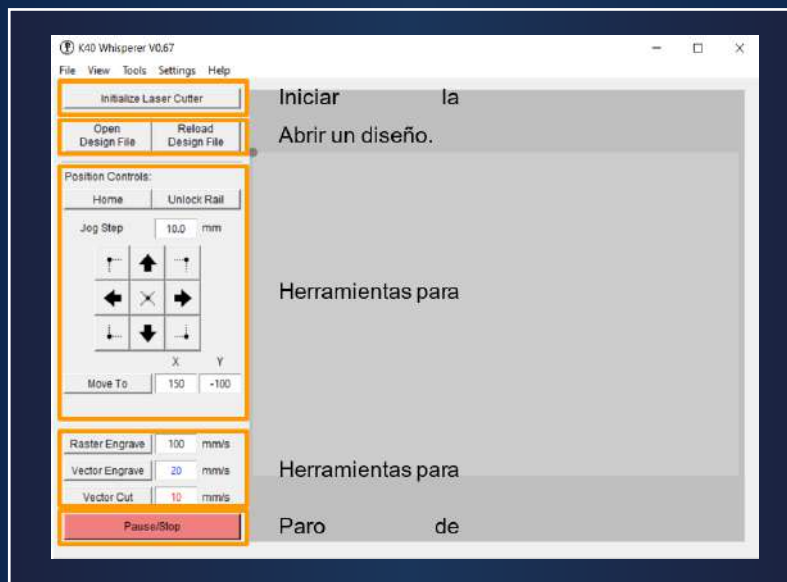 K40 Whisperer V0.67
File View Tools Settings Help
Initialize Laser Cutter
Iniciar la
Open Design File
Reload Design File
Abrir un diseño.
Position Controls:
Home Unlock Rail
Jog Step 10.0 mm
Herramientas para
X Y
Move To 150 -100
Raster Engrave 100 mm/s
Vector Engrave 20 mm/s
Herramientas para
Vector Cut 10 mm/s
Pause/Stop
Paro de